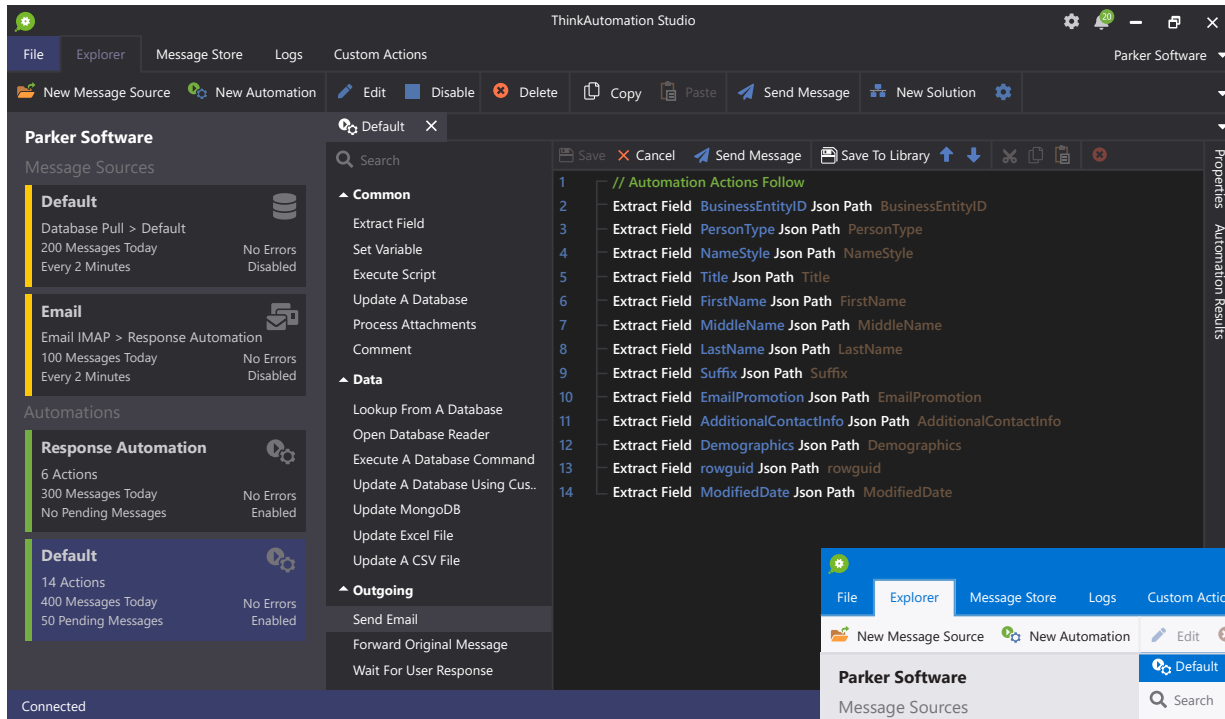 ThinkAutomation Studio
20
File Explorer Message Store Logs Custom Actions
Parker Software
New Message Source New Automation Edit Disable Delete Copy Paste Send Message New Solution
Parker Software
Message Sources
Default
Database Pull > Default
200 Messages Today No Errors
Every 2 Minutes Disabled
Email
Email IMAP > Response Automation
100 Messages Today No Errors
Every 2 Minutes Disabled
Automations
Response Automation
6 Actions
300 Messages Today No Errors
No Pending Messages Enabled
Default
14 Actions
400 Messages Today No Errors
50 Pending Messages Enabled
Default
Search
Common
Extract Field
Set Variable
Execute Script
Update A Database
Process Attachments
Comment
Data
Lookup From A Database
Open Database Reader
Execute A Database Command
Update A Database Using Cus..
Update MongoDB
Update Excel File
Update A CSV File
Outgoing
Send Email
Forward Original Message
Wait For User Response
Save Cancel Send Message Save To Library
1 // Automation Actions Follow
2 Extract Field BusinessEntityID Json Path BusinessEntityID
3 Extract Field PersonType Json Path PersonType
4 Extract Field NameStyle Json Path NameStyle
5 Extract Field Title Json Path Title
6 Extract Field FirstName Json Path FirstName
7 Extract Field MiddleName Json Path MiddleName
8 Extract Field LastName Json Path LastName
9 Extract Field Suffix Json Path Suffix
10 Extract Field EmailPromotion Json Path EmailPromotion
11 Extract Field AdditionalContactInfo Json Path AdditionalContactInfo
12 Extract Field Demographics Json Path Demographics
13 Extract Field rowguid Json Path rowguid
14 Extract Field ModifiedDate Json Path ModifiedDate
Properties
Automation Results
File Explorer Message Store Logs Custom Actio
New Message Source New Automation Edit
Parker Software
Message Sources
Default
Search
Connected